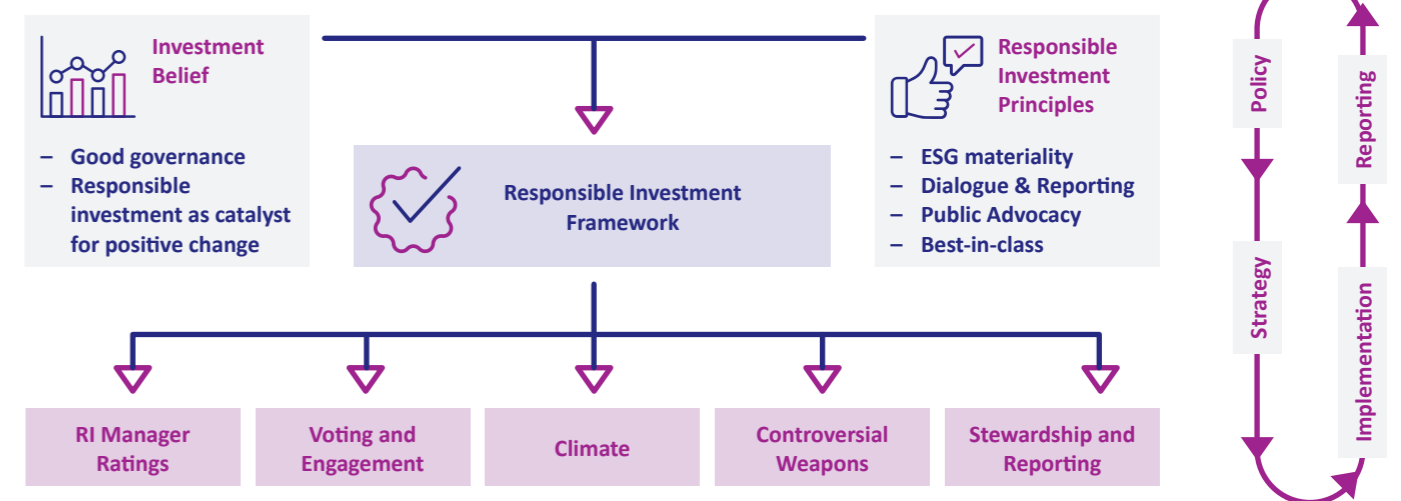 Investment
Belief
– Good governance
– Responsible
investment as catalyst
for positive change
Responsible Investment
Framework
Responsible
Investment
Principles
– ESG materiality
– Dialogue & Reporting
– Public Advocacy
– Best-in-class
RI Manager
Ratings
Voting and
Engagement
Climate
Controversial
Weapons
Stewardship and
Reporting
Policy
Strategy
Implementation
Reporting